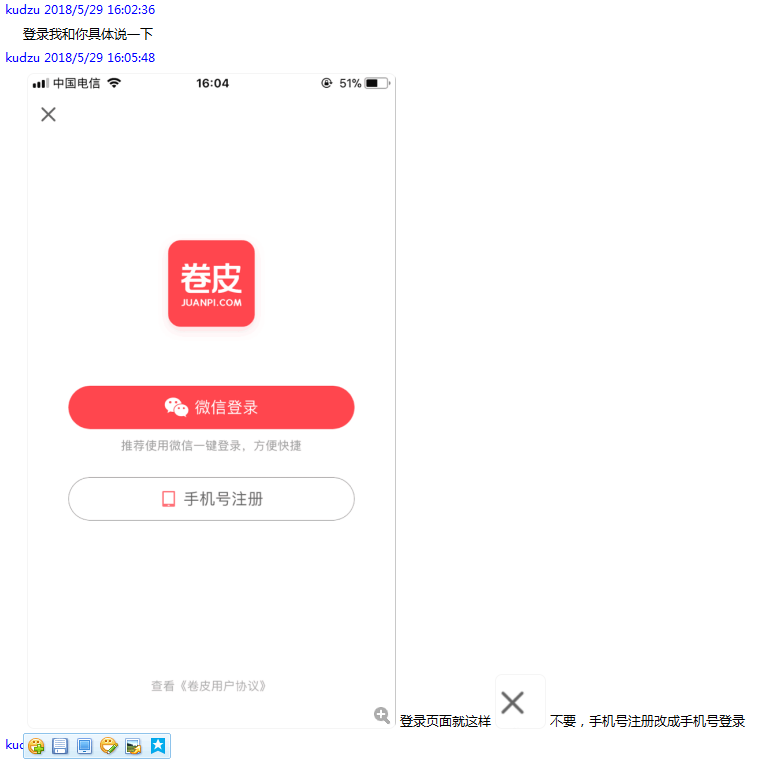 kudzu 2018/5/29 16:02:36
登录我和你具体说一下
kudzu 2018/5/29 16:05:48
中国电信 16:04 51%
卷皮
JUANPI.COM
微信登录
推荐使用微信一键登录，方便快捷
手机号注册
查看《卷皮用户协议》
登录页面就这样 不要，手机号注册改成手机号登录